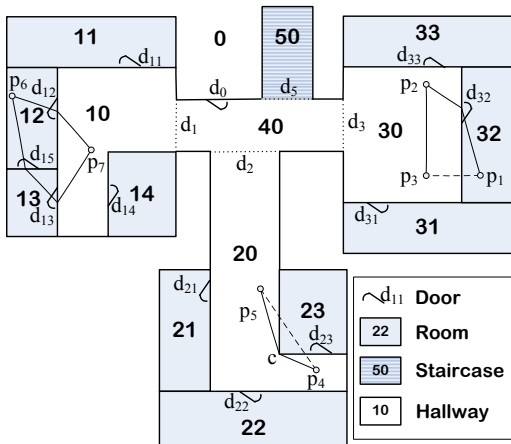 11
0
50
33
d11
d33
p6
d12
10
d0
d5
p2
d32
12
d1
40
d3
30
32
p7
d2
d15
p3
p1
13
d13
14
d14
d31
31
20
d21
p5
23
d23
21
c
p4
d22
22
d11 Door
22 Room
50 Staircase
10 Hallway